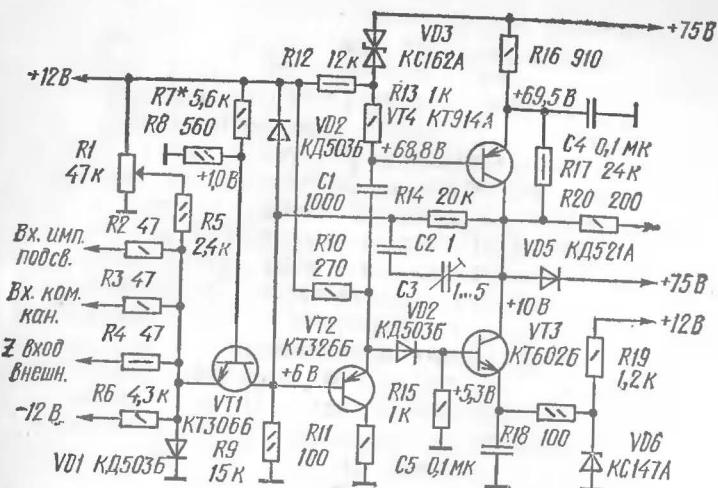 VD3
КС162А
+75В
R12 12к
R16 910
+12В
R7* 5,6к
R8 560
R13 1к
VT4 КТ914А
+69,5В
VD2
КД503Б
+68,8В
C4 0,1мк
R17 24к
R1
47к
+1,0В
C1
1000
R14 20к
R20 200
R2 47
R5
2,4к
Вх. имп.
подсв.
R3 47
R10
270
C2 1
VD5 КД521А
+75В
Вх. ком.
кан.
C3 1...5
R4 47
VD2
КД503Б
+10В
+12В
Z вход
внешн.
VT2
КТ326Б
VT3
КТ602Б
R19
1,2к
+6В
R6 4,3к
-12В
VT1
КТ306Б
R15
1к
+5,3В
R18 100
VD6
КС147А
VD1 КД503Б
R9
15к
R11
100
C5 0,1мк